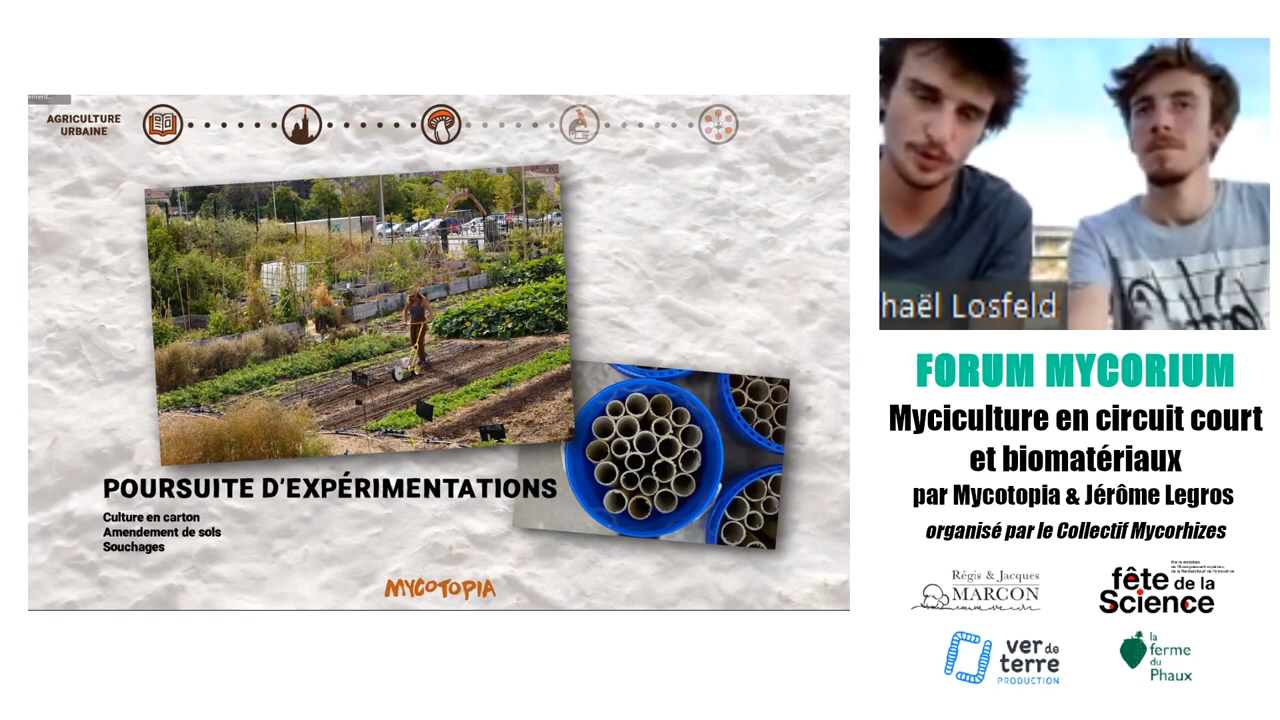 AGRICULTURE
URBAINE
POURSUITE D'EXPÉRIMENTATIONS
Culture en carton
Amendement de sols
Souchages
MYCOTOPIA
haël Losfeld
FORUM MYCORIUM
Myciculture en circuit court
et biomatériaux
par Mycotopia & Jérôme Legros
organisé par le Collectif Mycorhizes
Régis & Jacques
MARCON
fête de la
Science
ver de
terre
PRODUCTION
la
ferme
du
Phaux